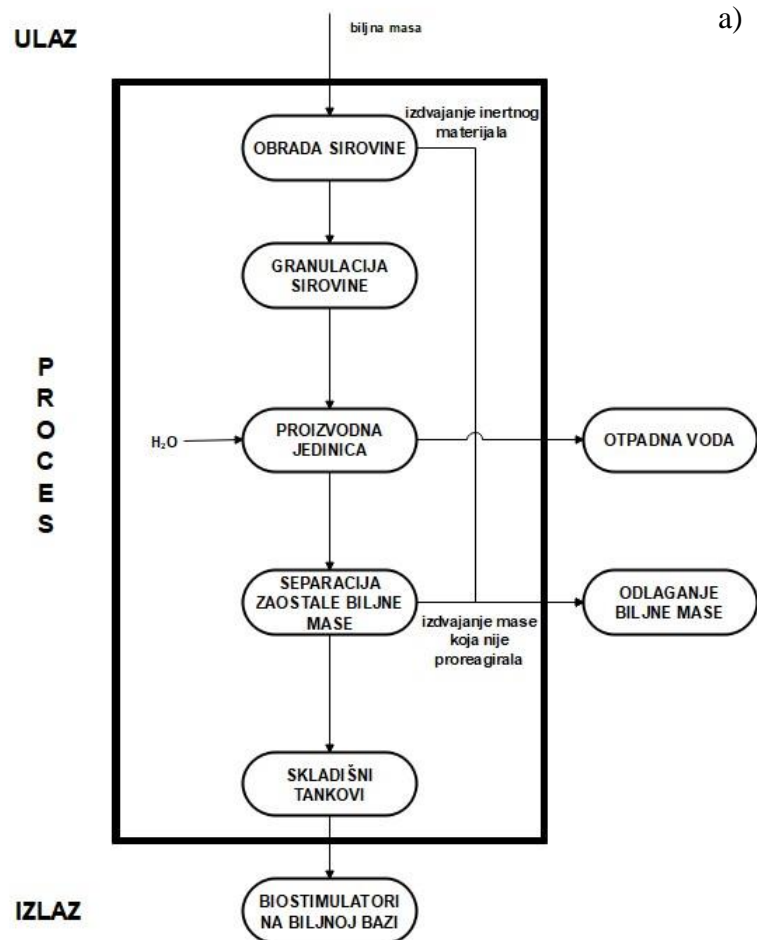 a)
ULAZ
biljna masa
izdvajanje inertnog
materijala
OBRADA SIROVINE
GRANULACIJA
SIROVINE
P
R
O
C
E
S
H₂O
PROIZVODNA
JEDINICA
OTPADNA VODA
SEPARACIJA
ZAOSTALE BILJNE
MASE
ODLAGANJE
BILJNE MASE
izdvajanje mase
koja nije
proreagirala
SKLADIŠNI
TANKOVI
IZLAZ
BIOSTIMULATORI
NA BILJNOJ BAZI